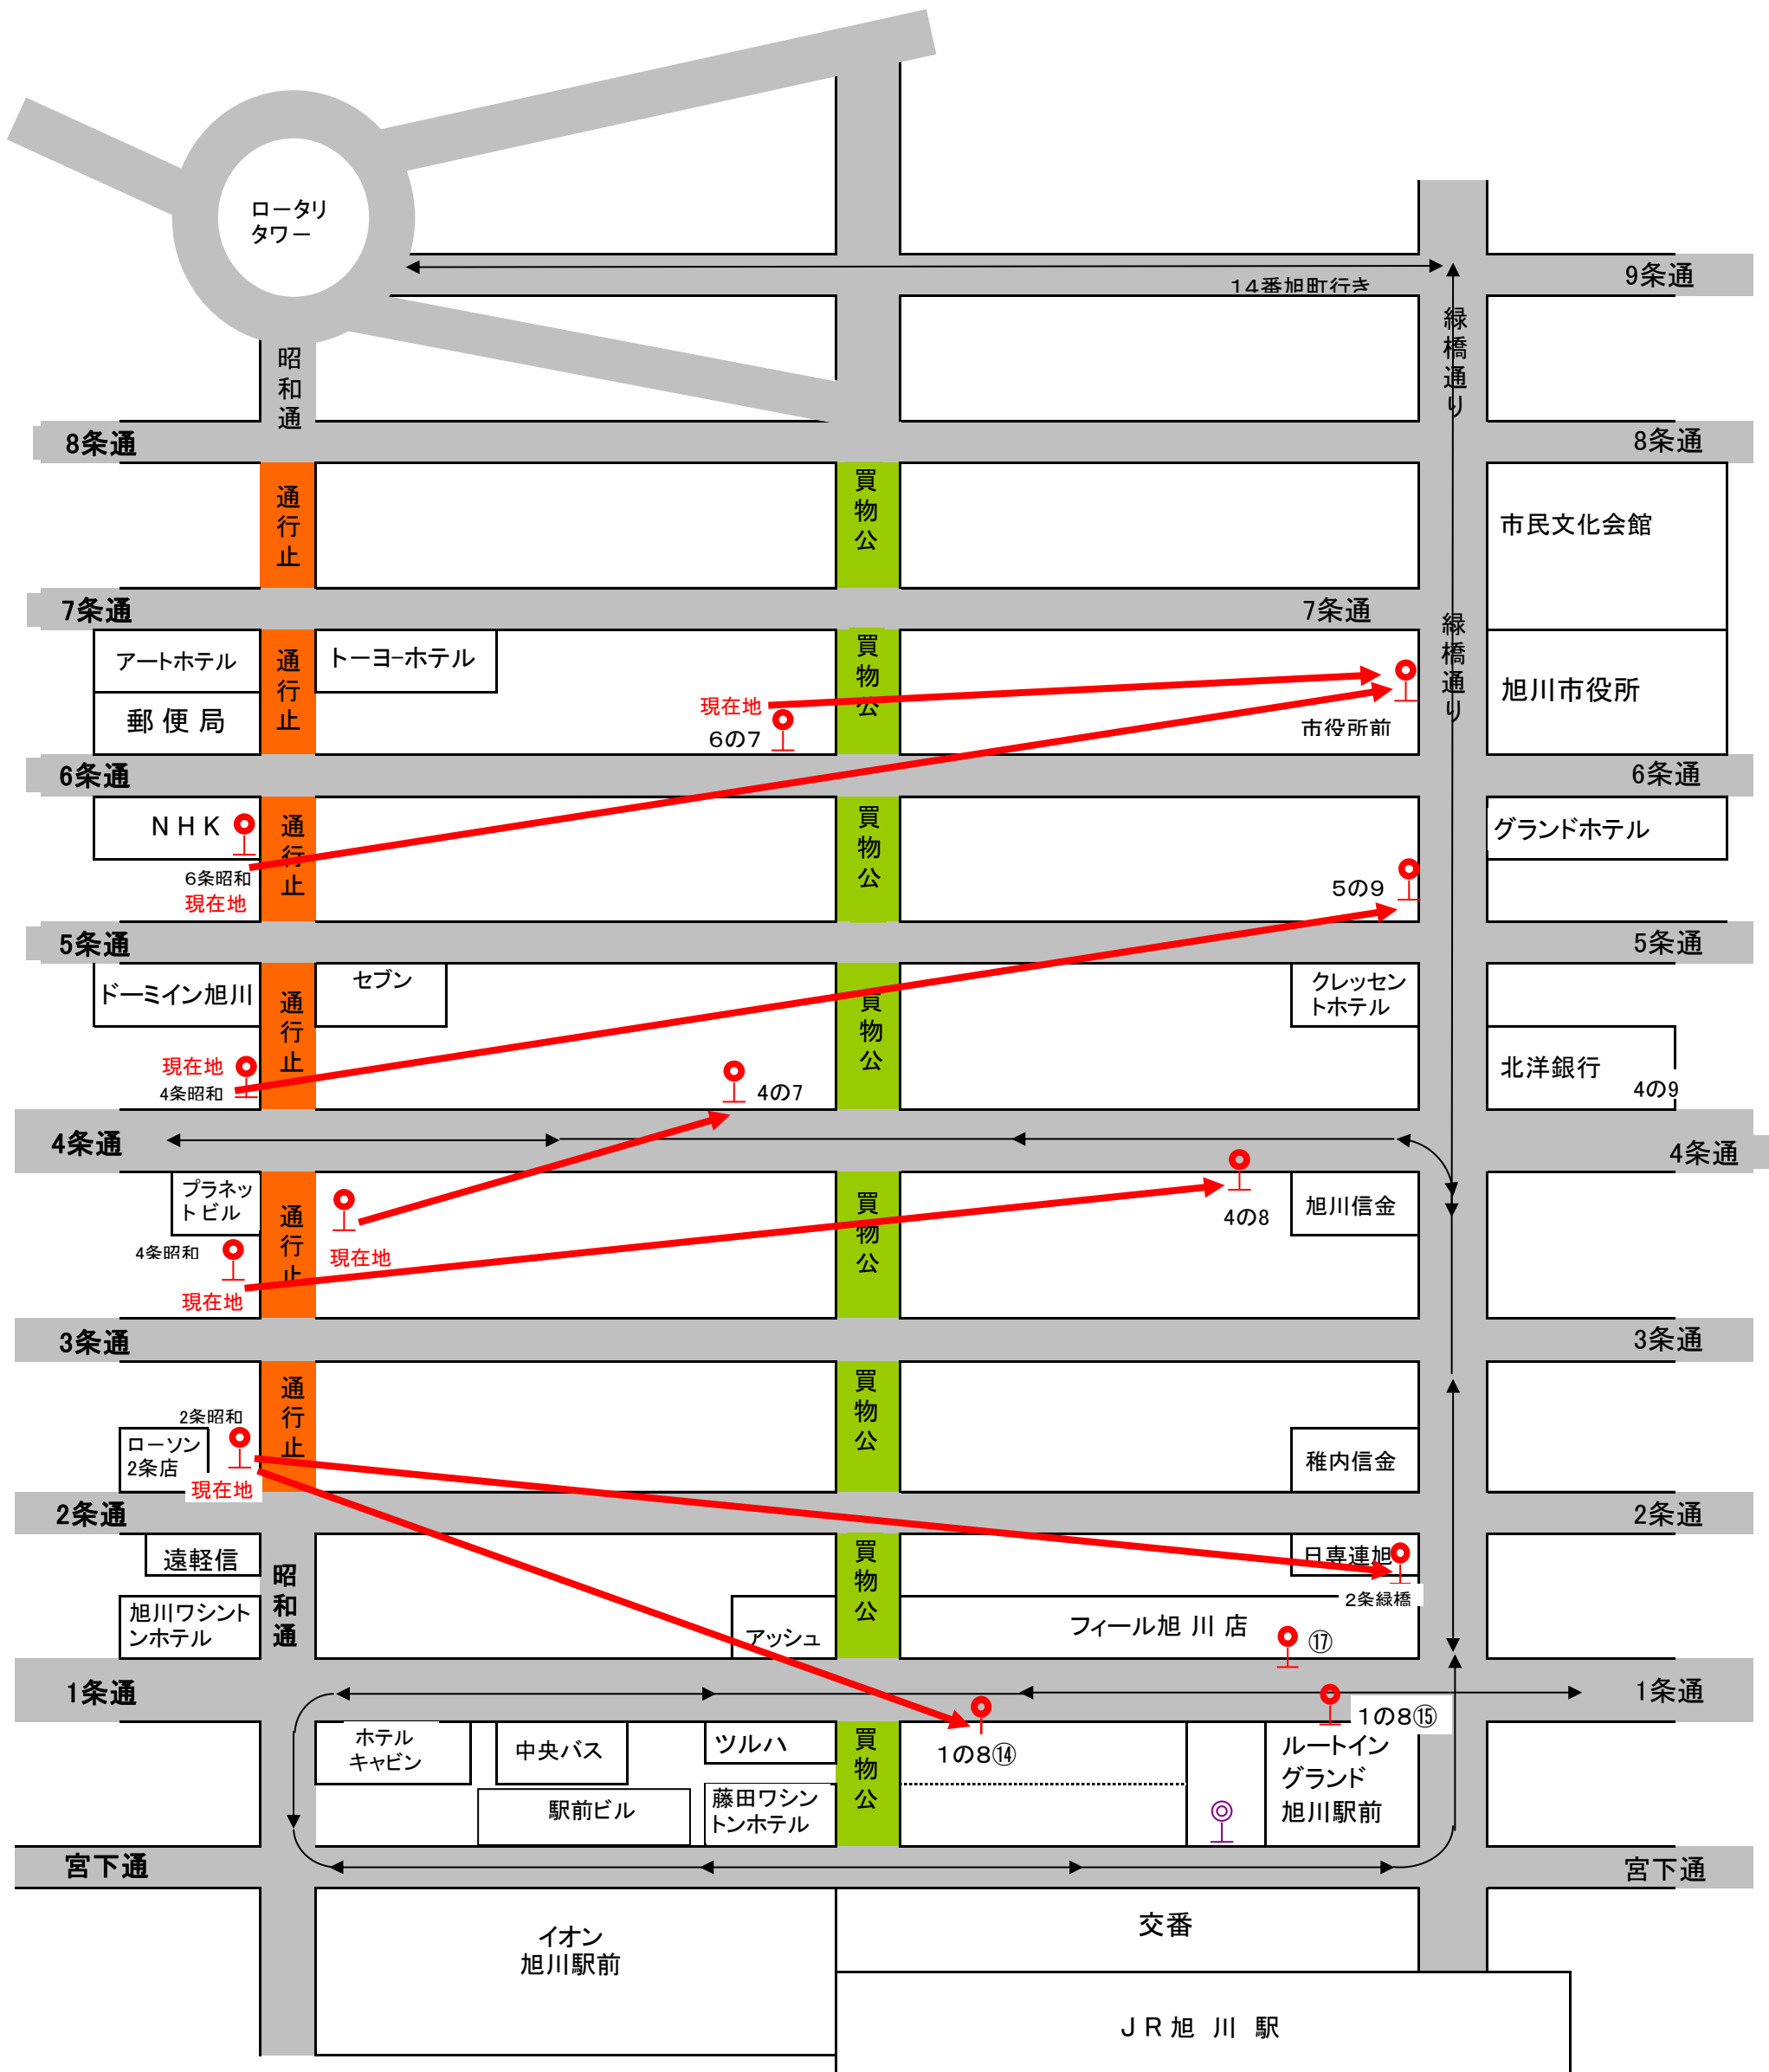 ロータリ
タワー
9条通
14番旭町行き
緑橋通り
昭和通
8条通
8条通
通行止
買物公
市民文化会館
7条通
7条通
アートホテル
通行止
トーヨーホテル
買物公
緑橋通り
旭川市役所
郵便局
現在地
6の7
市役所前
6条通
6条通
NHK
通行止
買物公
グランドホテル
6条昭和
現在地
5の9
5条通
5条通
ドーミイン旭川
通行止
セブン
買物公
クレッセン
トホテル
現在地
4条昭和
4の7
北洋銀行
4の9
4条通
4条通
プラネッ
トビル
通行止
買物公
旭川信金
4の8
4条昭和
現在地
現在地
3条通
3条通
通行止
買物公
2条昭和
ローソン
2条店
現在地
稚内信金
2条通
2条通
遠軽信
昭和通
買物公
日専連旭
2条緑橋
旭川ワシント
ンホテル
アッシュ
フィール旭川店
⑰
1条通
1条通
ホテル
キャビン
中央バス
ツルハ
買物公
1の8⑭
1の8⑮
ルートイン
グランド
旭川駅前
駅前ビル
藤田ワシン
トンホテル
宮下通
宮下通
イオン
旭川駅前
交番
JR旭川駅